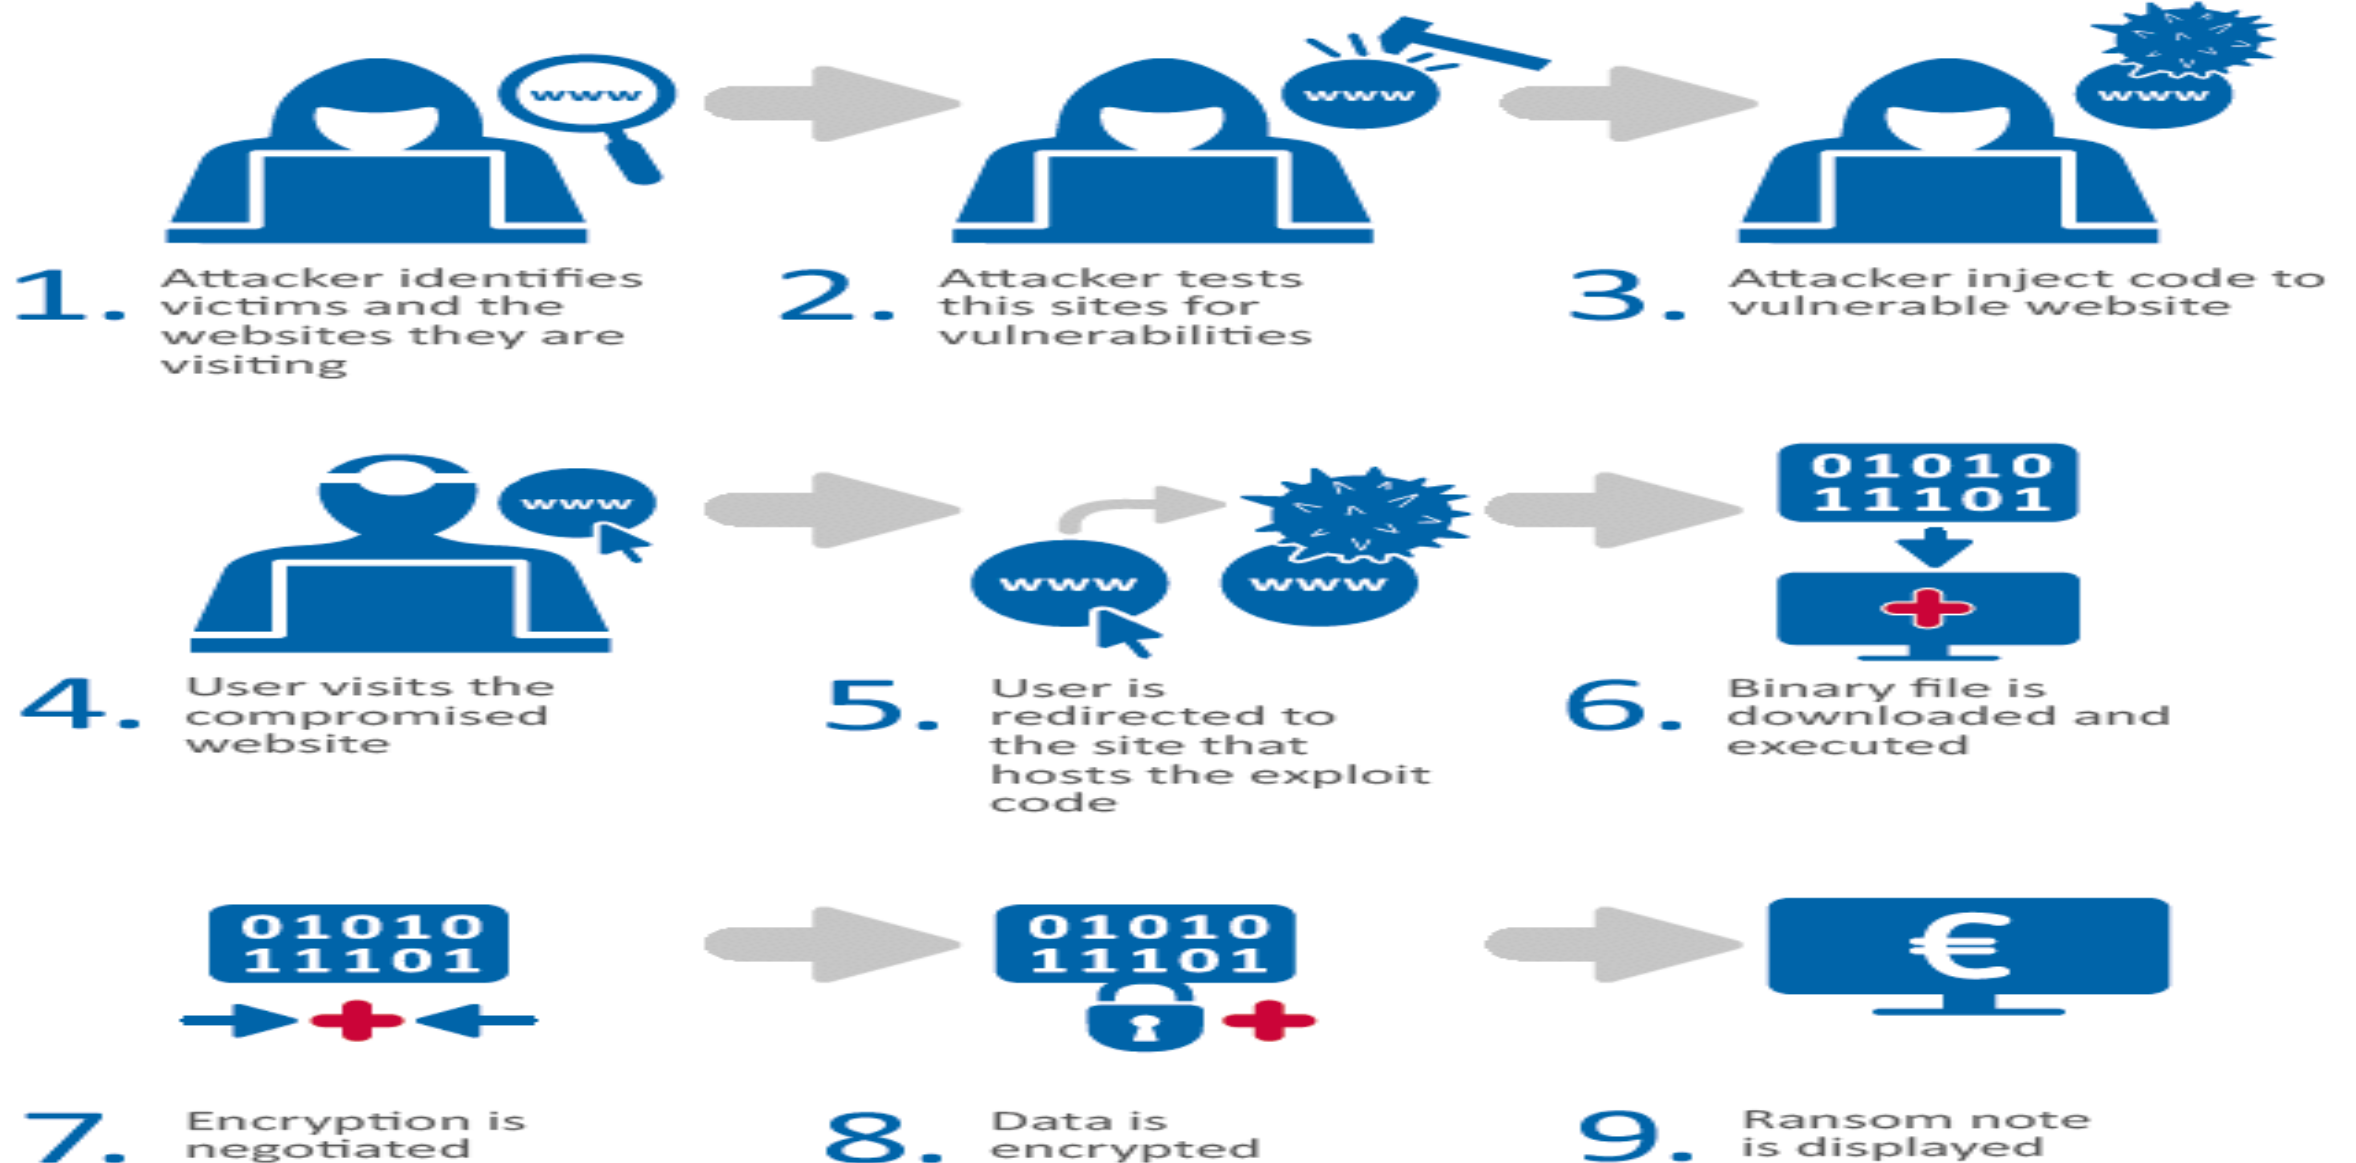 www
www
www
1. Attacker identifies
victims and the
websites they are
visiting
2. Attacker tests
this sites for
vulnerabilities
3. Attacker inject code to
vulnerable website
www
www
www
01010
11101
4. User visits the
compromised
website
5. User is
redirected to
the site that
hosts the exploit
code
6. Binary file is
downloaded and
executed
01010
11101
01010
11101
€
7. Encryption is
negotiated
8. Data is
encrypted
9. Ransom note
is displayed